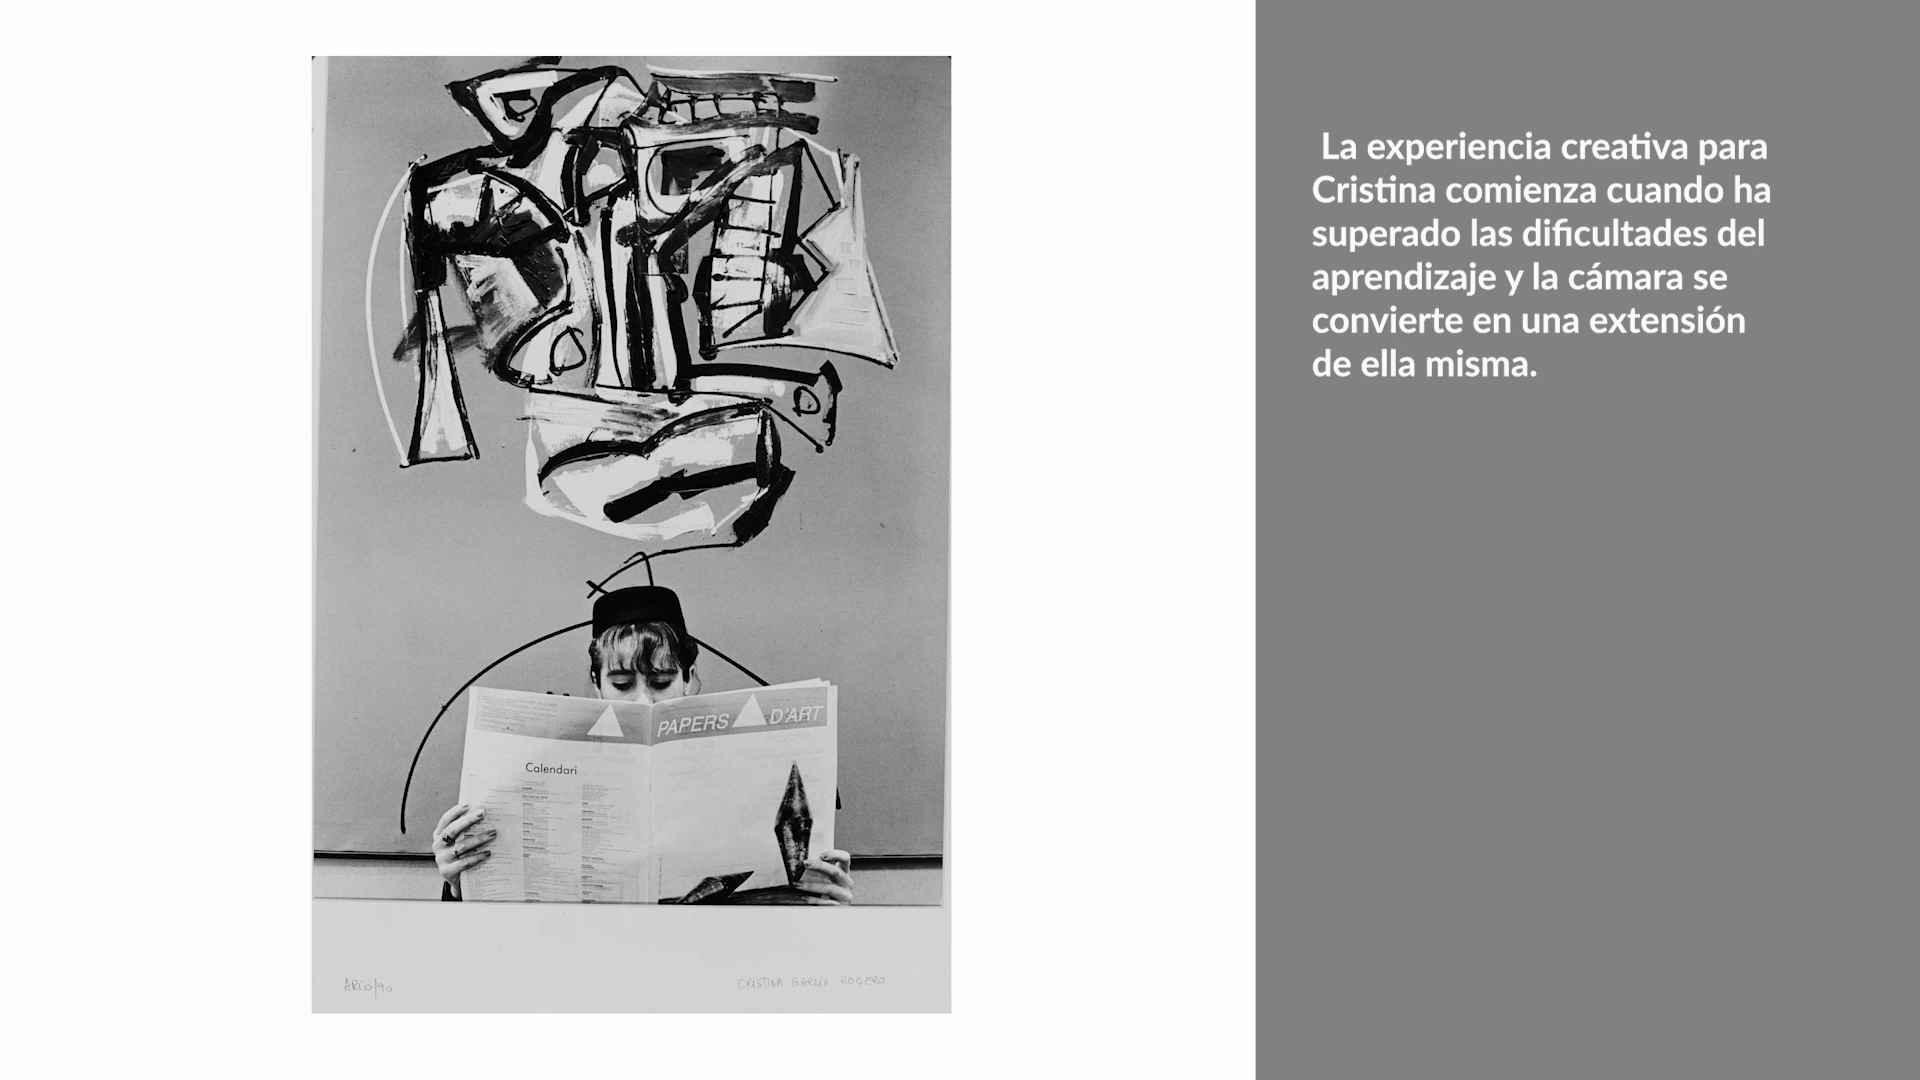 La experiencia creativa para
Cristina comienza cuando ha
superado las dificultades del
aprendizaje y la cámara se
convierte en una extensión
de ella misma.
PAPERS D'ART
Calendari
ARCO/90
CRISTINA GARCÍA RODERO